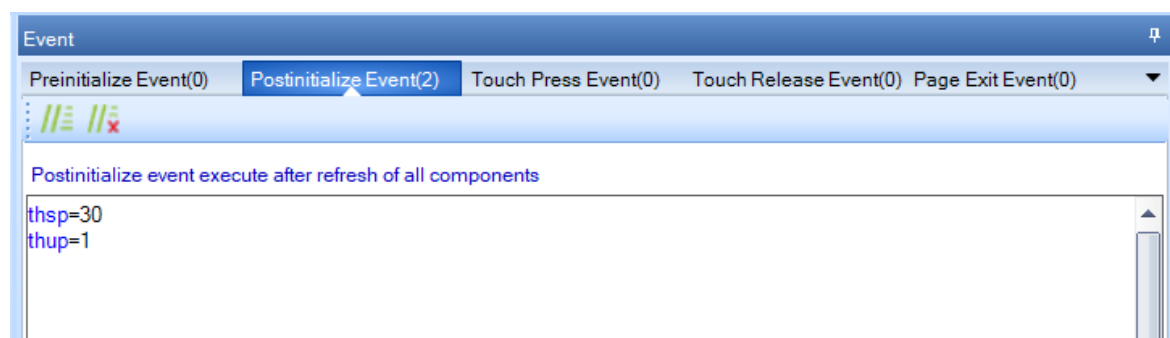 Event
Preinitialize Event(0) Postinitialize Event(2) Touch Press Event(0) Touch Release Event(0) Page Exit Event(0)
Postinitialize event execute after refresh of all components
thsp=30
thup=1